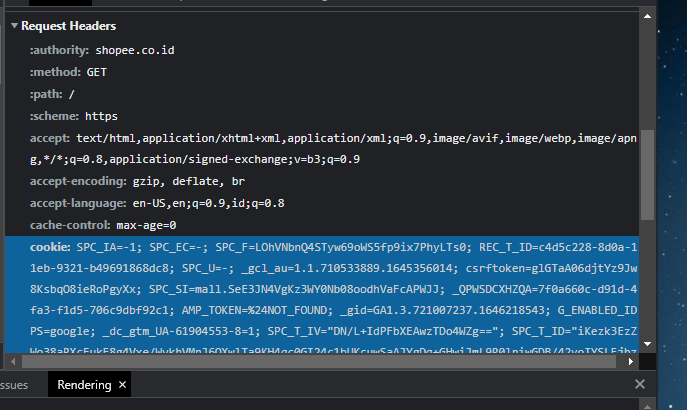 Request Headers
:authority: shopee.co.id
:method: GET
:path: /
:scheme: https
accept: text/html,application/xhtml+xml,application/xml;q=0.9,image/avif,image/webp,image/apn
g,*/*;q=0.8,application/signed-exchange;v=b3;q=0.9
accept-encoding: gzip, deflate, br
accept-language: en-US,en;q=0.9,id;q=0.8
cache-control: max-age=0
cookie: SPC_IA=-1; SPC_EC=-; SPC_F=LOhVNbnQ4STyw69oWS5fp9ix7PhyLTs0; REC_T_ID=c4d5c228-8d0a-1
1eb-9321-b49691868dc8; SPC_U=-; _gcl_au=1.1.710533889.1645356014; csrftoken=glGTaA06djtYz9Jw
8KsbqO8ieRoPgyXx; SPC_SI=mall.SeE3JN4VgKz3WY0Nb08oodhVaFcAPWJJ; _QPWSDCXHZQA=7f0a660c-d91d-4
fa3-f1d5-706c9dbf92c1; AMP_TOKEN=%24NOT_FOUND; _gid=GA1.3.721007237.1646218543; G_ENABLED_ID
PS=google; _dc_gtm_UA-61904553-8=1; SPC_T_IV="DN/L+IdPFbXEAwzTDo4WZg=="; SPC_T_ID="iKezk3EzZ
ssues
Rendering